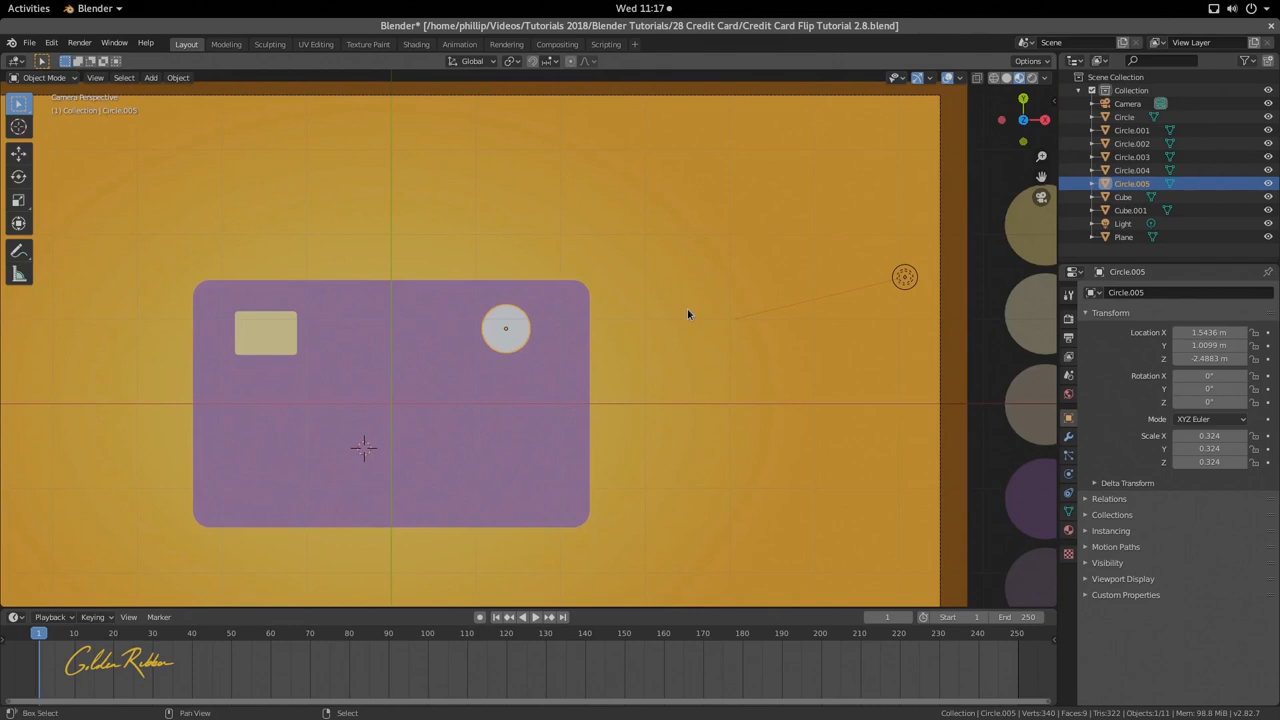 Activities Blender Wed 11:17
Blender* [/home/phillip/Videos/Tutorials 2018/Blender Tutorials/28 Credit Card/Credit Card Flip Tutorial 2.8.blend]
File Edit Render Window Help Layout Modeling Sculpting UV Editing Texture Paint Shading Animation Rendering Compositing Scripting + Scene View Layer
Global Options
Object Mode View Select Add Object
Camera Perspective
(1) Collection | Circle.005
Y
Z X
Scene Collection
Collection
Camera
Circle
Circle.001
Circle.002
Circle.003
Circle.004
Circle.005
Cube
Cube.001
Light
Plane
Circle.005
Circle.005
Transform
Location X 1.5436 m
Y 1.0099 m
Z -2.4883 m
Rotation X 0°
Y 0°
Z 0°
Mode XYZ Euler
Scale X 0.324
Y 0.324
Z 0.324
Delta Transform
Relations
Collections
Instancing
Motion Paths
Visibility
Viewport Display
Custom Properties
Playback Keying View Marker 1 Start 1 End 250
1 10 20 30 40 50 60 70 80 90 100 110 120 130 140 150 160 170 180 190 200 210 220 230 240 250
Golden Ribbon
Box Select Pan View Select Collection | Circle.005 | Verts:340 | Faces:9 | Tris:322 | Objects:1/11 | Mem: 98.8 MiB | v2.82.7